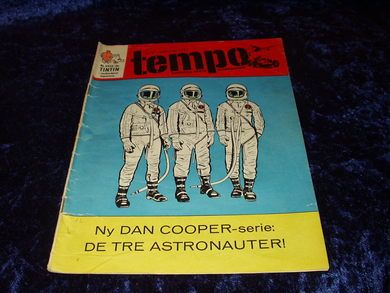 TINTIN
tempo
Ny DAN COOPER-serie:
DE TRE ASTRONAUTER!